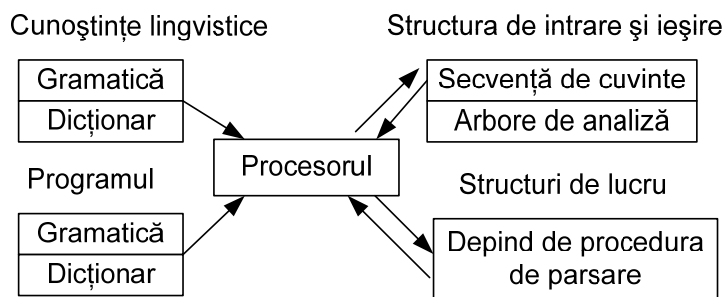 Cunoştinţe lingvistice
Structura de intrare şi ieşire
Gramatică
Dicţionar
Secvenţă de cuvinte
Arbore de analiză
Procesorul
Programul
Structuri de lucru
Gramatică
Dicţionar
Depind de procedura
de parsare